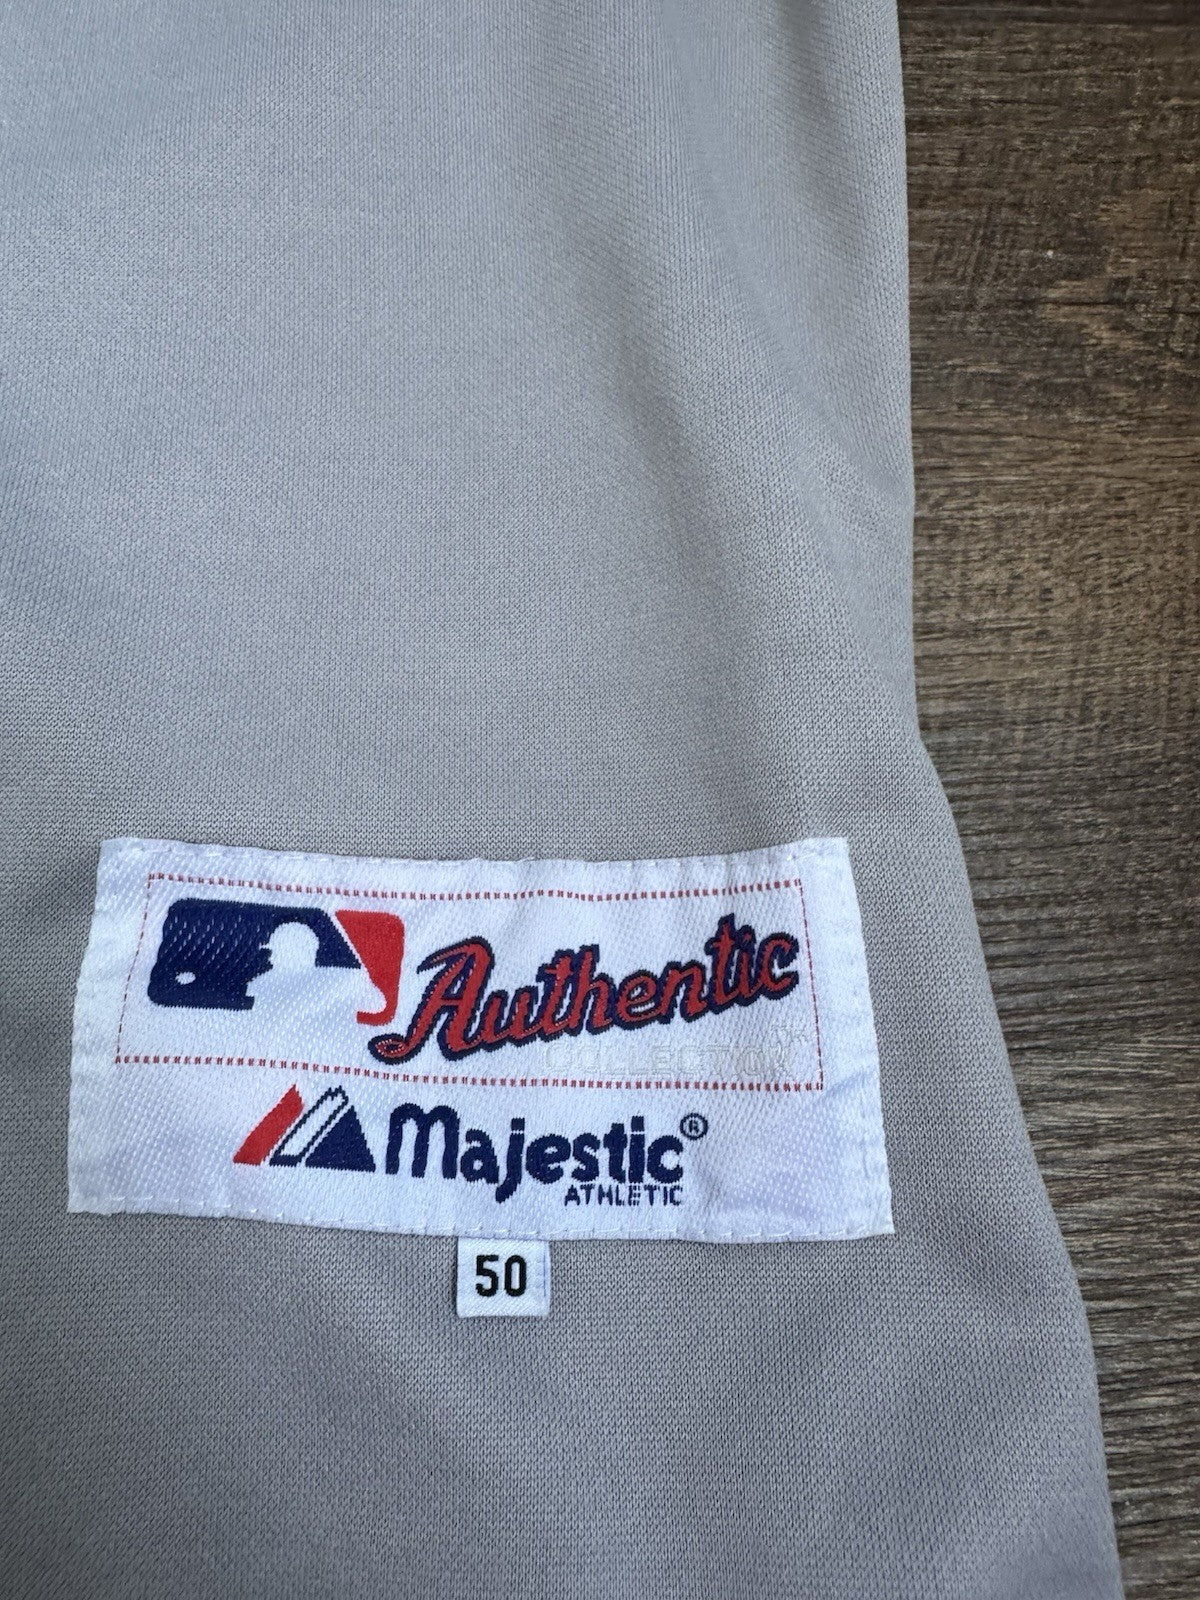 Authentic
COLLECTION
Majestic®
ATHLETIC
50